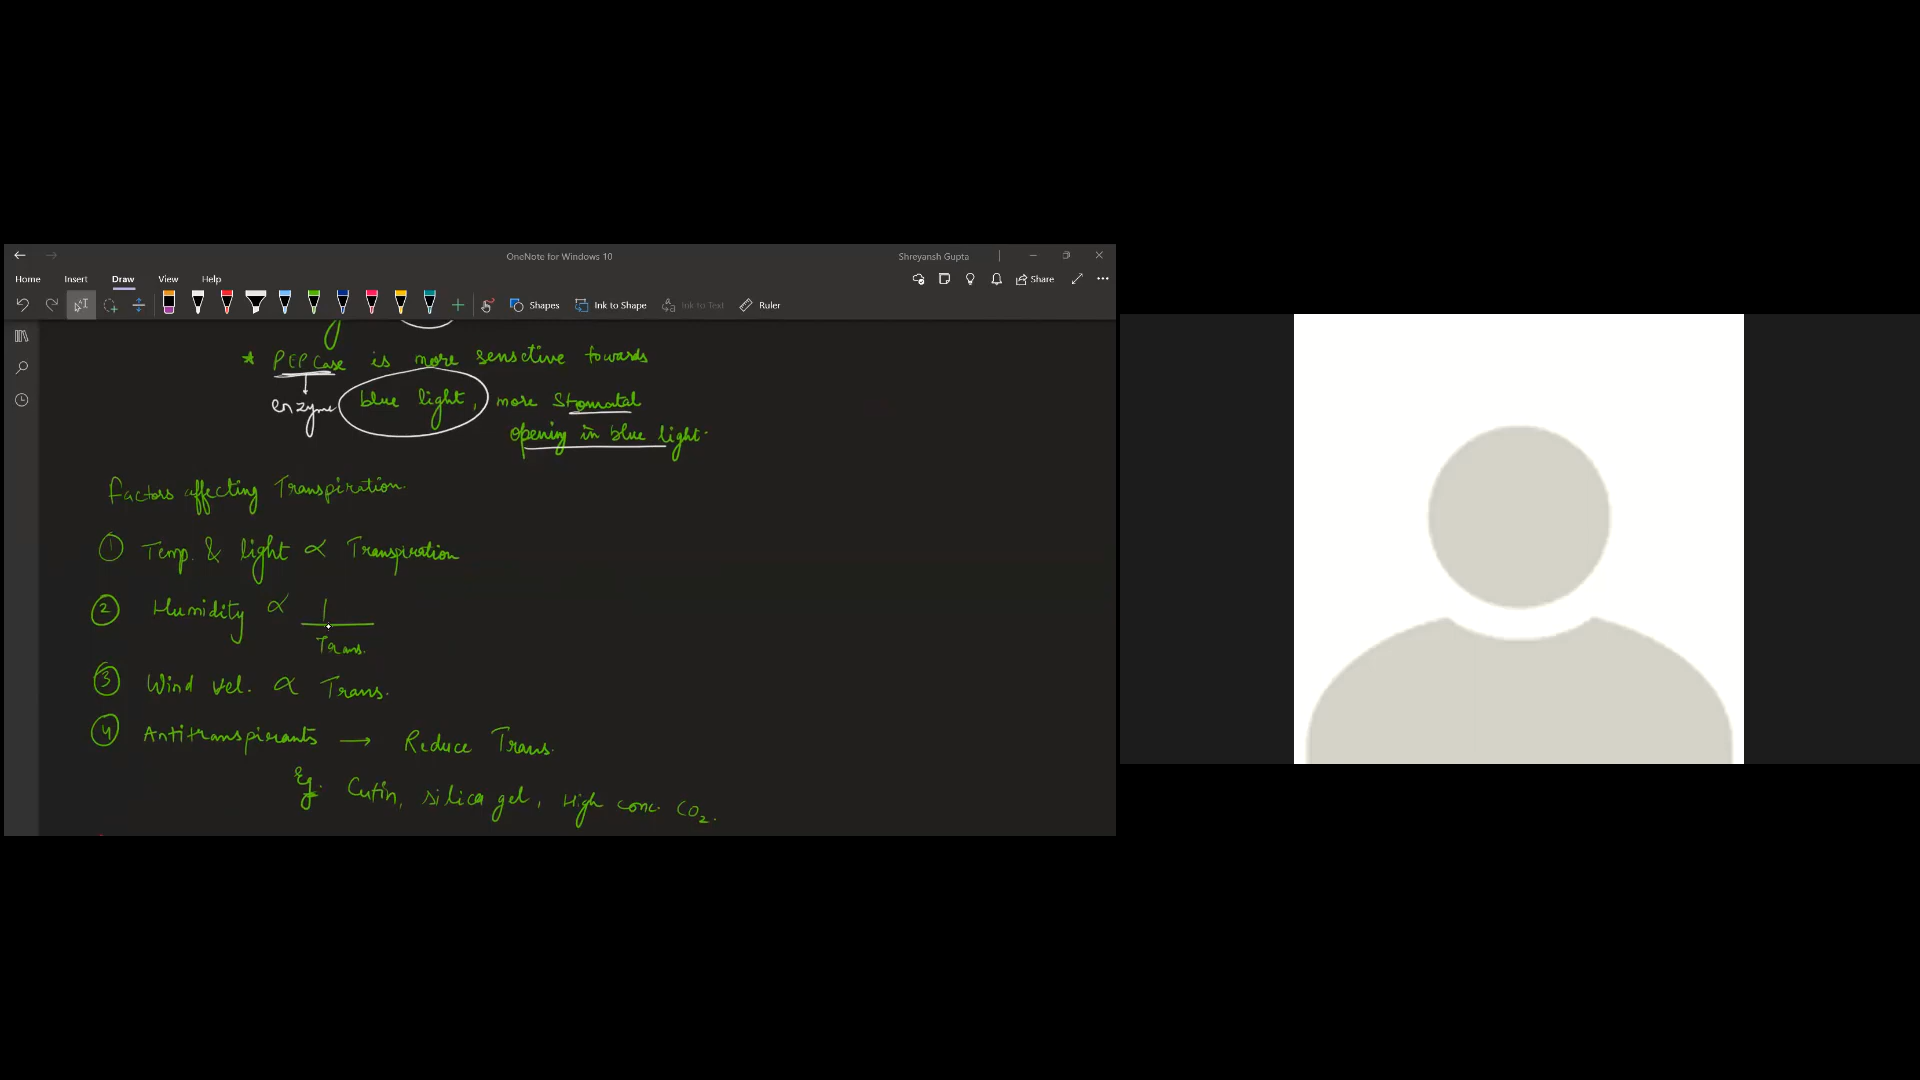 OneNote for Windows 10
Shreyansh Gupta
Home Insert Draw View Help
Share
Shapes Ink to Shape Ink to Text Ruler
* PEPCase is more sensetive towards
enzyme blue light, more Stomatal
opening in blue light.
Factors affecting Transpiration.
① Temp. & light ∝ Transpiration
② Humidity ∝ 1
Trans.
③ Wind vel. ∝ Trans.
④ Antitranspirants → Reduce Trans.
Eg. Cutin, silica gel, High conc. CO₂.